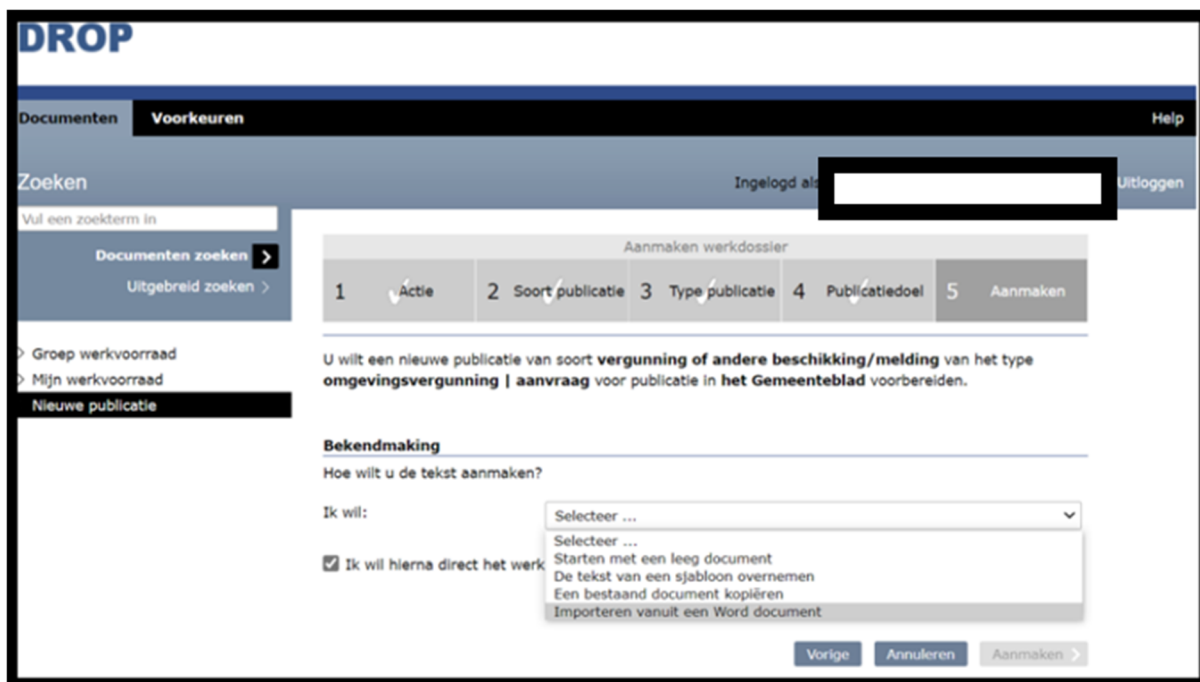 DROP
Documenten Voorkeuren Help
Zoeken
Ingelogd als Uitloggen
Vul een zoekterm in
Documenten zoeken
Uitgebreid zoeken >
> Groep werkvoorraad
> Mijn werkvoorraad
Nieuwe publicatie
Aanmaken werkdossier
1 Actie 2 Soort publicatie 3 Type publicatie 4 Publicatiedoel 5 Aanmaken
U wilt een nieuwe publicatie van soort vergunning of andere beschikking/melding van het type
omgevingsvergunning | aanvraag voor publicatie in het Gemeenteblad voorbereiden.
Bekendmaking
Hoe wilt u de tekst aanmaken?
Ik wil: Selecteer ...
Selecteer ...
Starten met een leeg document
De tekst van een sjabloon overnemen
Een bestaand document kopiëren
Importeren vanuit een Word document
Ik wil hierna direct het werk
Vorige Annuleren Aanmaken >